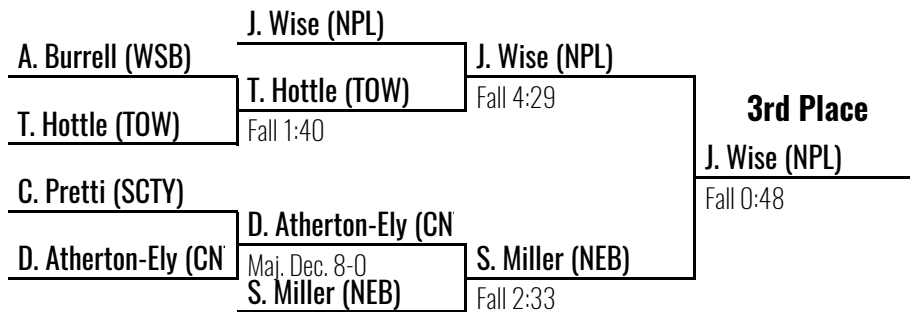 J. Wise (NPL)
A. Burrell (WSB)
J. Wise (NPL)
T. Hottle (TOW)
Fall 4:29
3rd Place
T. Hottle (TOW)
Fall 1:40
J. Wise (NPL)
C. Pretti (SCTY)
Fall 0:48
D. Atherton-Ely (CN
D. Atherton-Ely (CN
Maj. Dec. 8-0
S. Miller (NEB)
S. Miller (NEB)
Fall 2:33